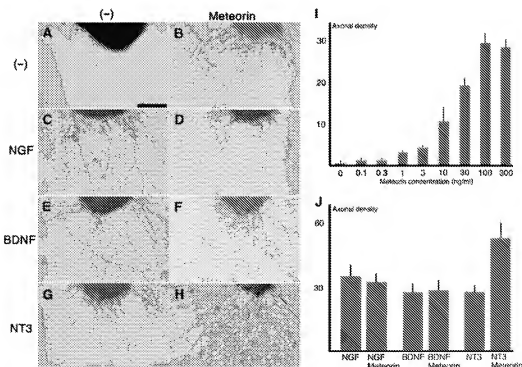 (-)
Meteorin
A
B
(-)
C
D
NGF
E
F
BDNF
G
H
NT3
I
Axonal density
30
20
10
0 0.1 0.3 1 3 10 30 100 300
Meteorin concentration (ng/ml)
J
Axonal density
60
30
NGF
NGF Meteorin
BDNF
BDNF Meteorin
NT3
NT3 Meteorin